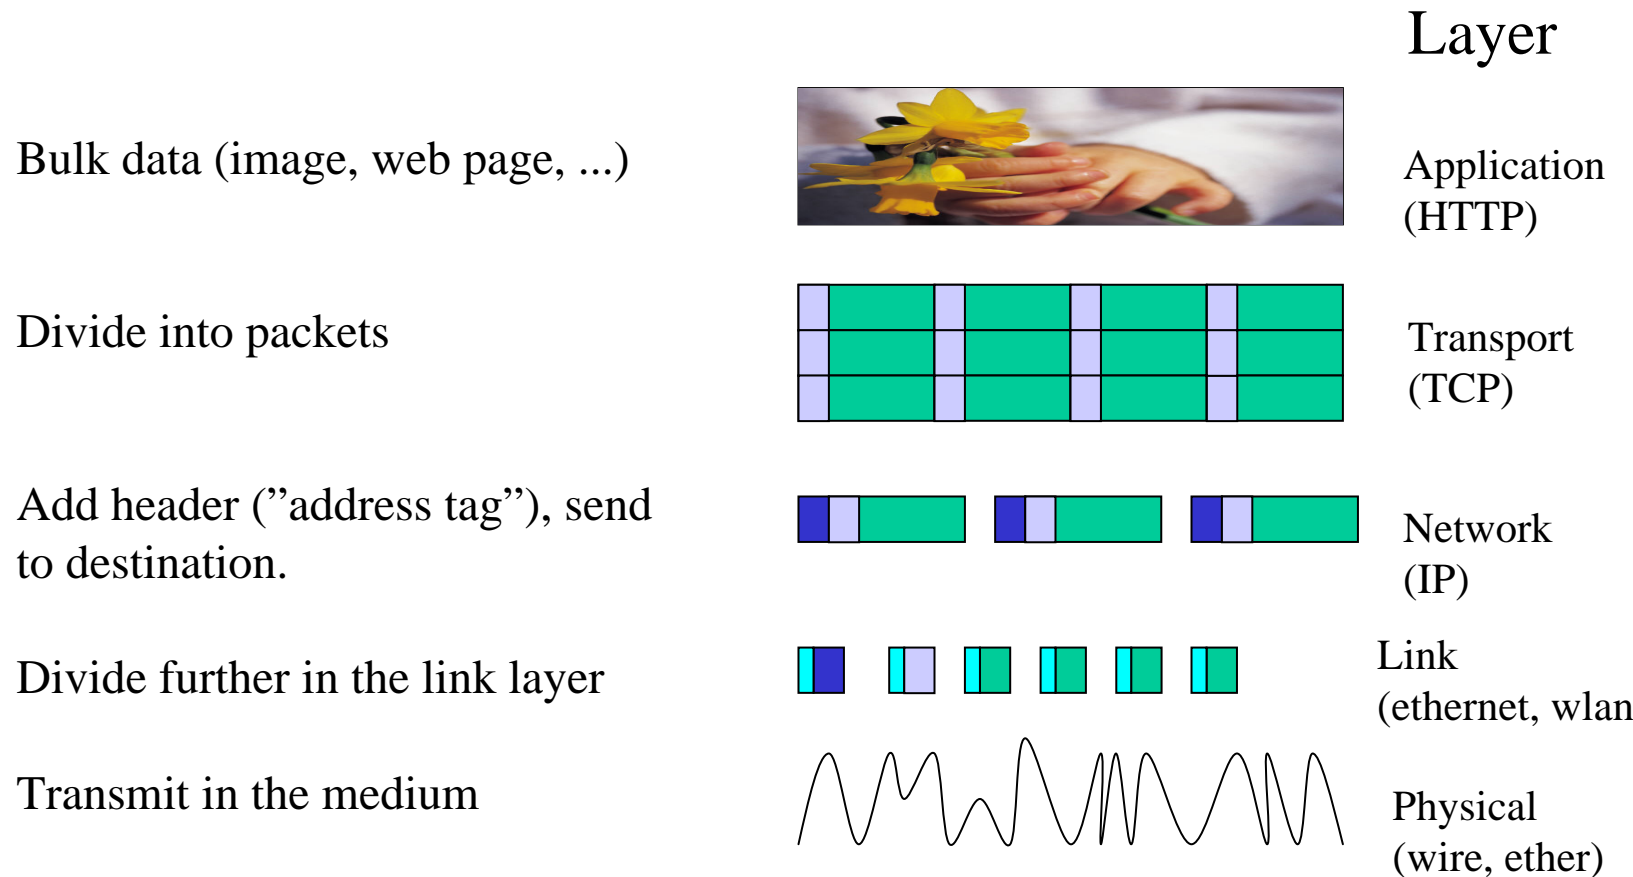 Layer
Bulk data (image, web page, ...)
Application
(HTTP)
Divide into packets
Transport
(TCP)
Add header (”address tag”), send
to destination.
Network
(IP)
Divide further in the link layer
Link
(ethernet, wlan
Transmit in the medium
Physical
(wire, ether)